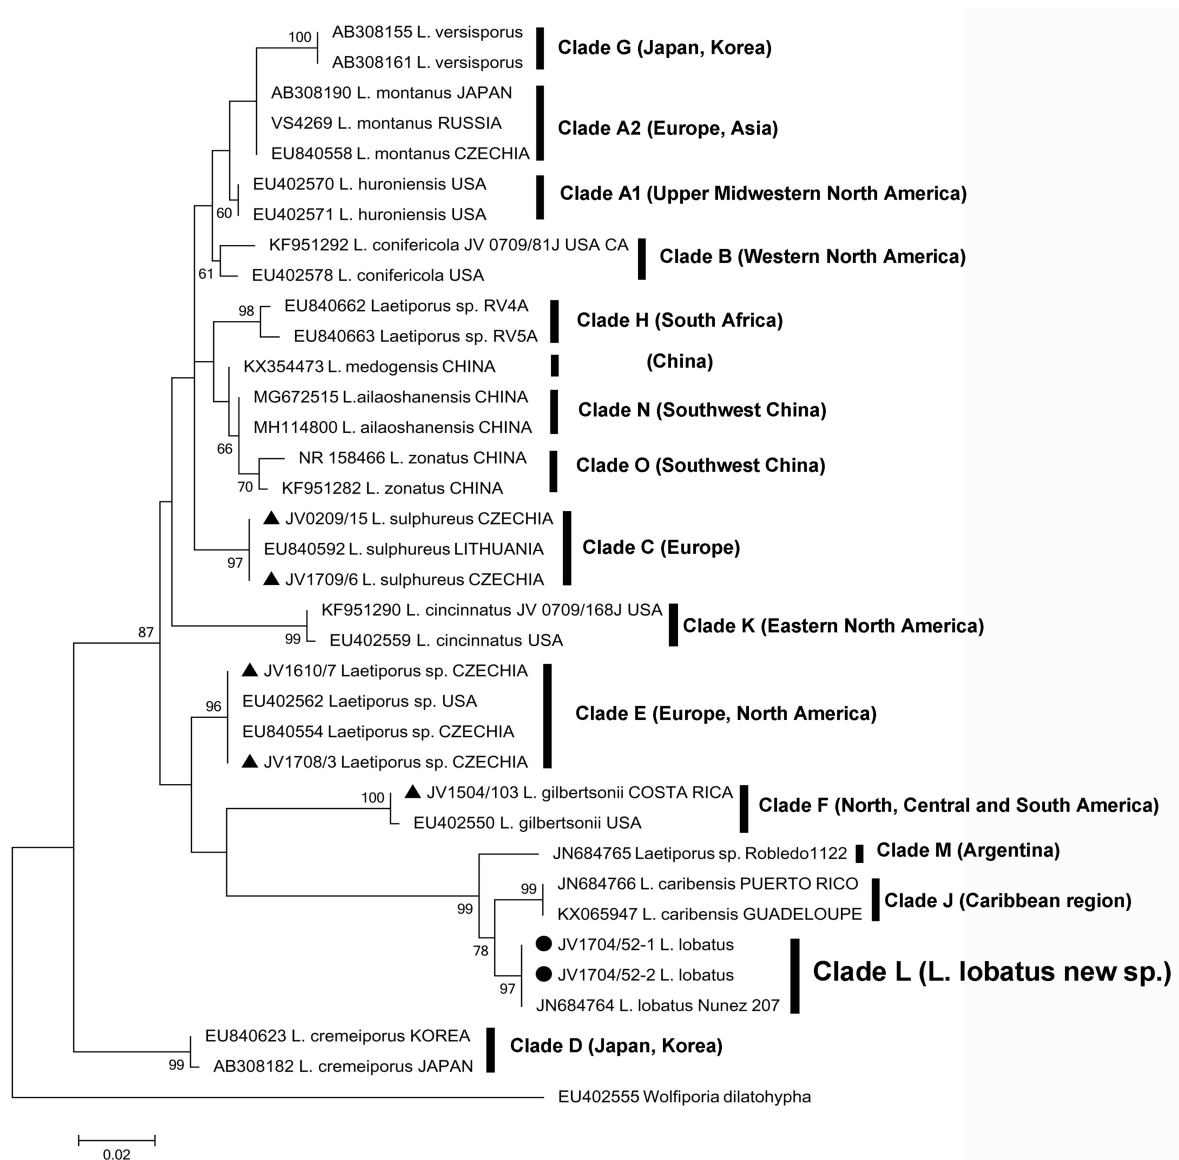 100
AB308155 L. versisporus
AB308161 L. versisporus
Clade G (Japan, Korea)
AB308190 L. montanus JAPAN
VS4269 L. montanus RUSSIA
EU840558 L. montanus CZECHIA
Clade A2 (Europe, Asia)
EU402570 L. huroniensis USA
EU402571 L. huroniensis USA
60
Clade A1 (Upper Midwestern North America)
KF951292 L. conifericola JV 0709/81J USA CA
EU402578 L. conifericola USA
61
Clade B (Western North America)
98
EU840662 Laetiporus sp. RV4A
EU840663 Laetiporus sp. RV5A
Clade H (South Africa)
KX354473 L. medogensis CHINA
(China)
MG672515 L.ailaoshanensis CHINA
MH114800 L. ailaoshanensis CHINA
Clade N (Southwest China)
66
NR 158466 L. zonatus CHINA
KF951282 L. zonatus CHINA
70
Clade O (Southwest China)
JV0209/15 L. sulphureus CZECHIA
EU840592 L. sulphureus LITHUANIA
JV1709/6 L. sulphureus CZECHIA
97
Clade C (Europe)
KF951290 L. cincinnatus JV 0709/168J USA
EU402559 L. cincinnatus USA
99
Clade K (Eastern North America)
87
JV1610/7 Laetiporus sp. CZECHIA
EU402562 Laetiporus sp. USA
EU840554 Laetiporus sp. CZECHIA
JV1708/3 Laetiporus sp. CZECHIA
96
Clade E (Europe, North America)
100
JV1504/103 L. gilbertsonii COSTA RICA
EU402550 L. gilbertsonii USA
Clade F (North, Central and South America)
JN684765 Laetiporus sp. Robledo1122
Clade M (Argentina)
99
99
JN684766 L. caribensis PUERTO RICO
KX065947 L. caribensis GUADELOUPE
Clade J (Caribbean region)
78
JV1704/52-1 L. lobatus
JV1704/52-2 L. lobatus
JN684764 L. lobatus Nunez 207
97
Clade L (L. lobatus new sp.)
EU840623 L. cremeiporus KOREA
AB308182 L. cremeiporus JAPAN
99
Clade D (Japan, Korea)
EU402555 Wolfiporia dilatohypha
0.02